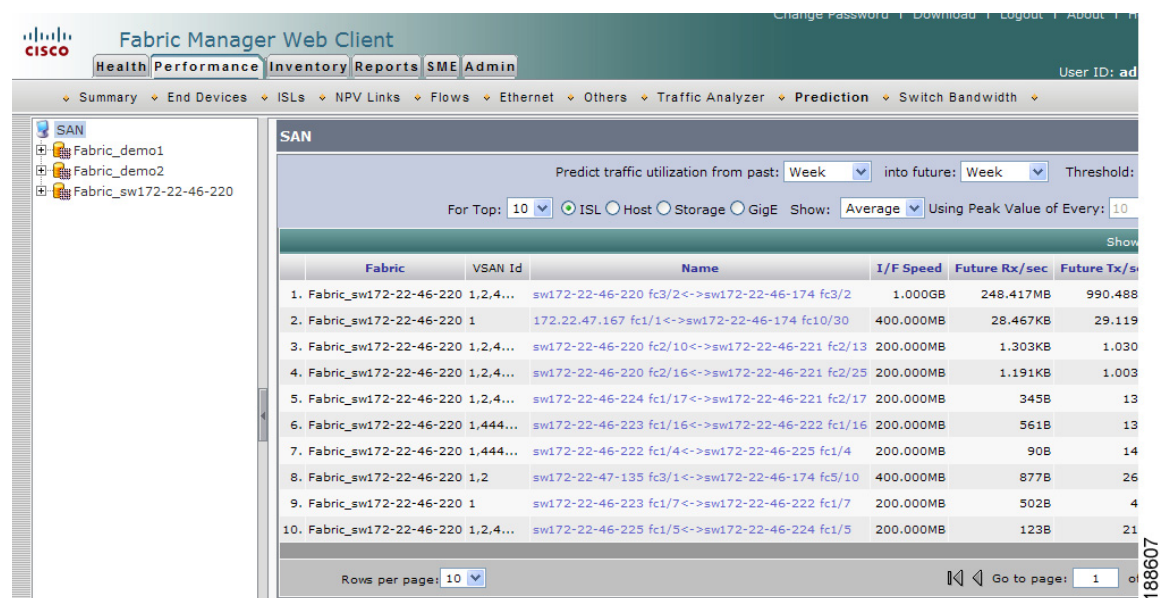 Change Password | Download | Logout | About | H
CISCO
Fabric Manager Web Client
Health Performance Inventory Reports SME Admin
User ID: ad
Summary End Devices ISLs NPV Links Flows Ethernet Others Traffic Analyzer Prediction Switch Bandwidth
SAN
Fabric_demo1
Fabric_demo2
Fabric_sw172-22-46-220
SAN
Predict traffic utilization from past: Week into future: Week Threshold:
For Top: 10 ISL Host Storage GigE Show: Average Using Peak Value of Every: 10
Show
Fabric VSAN Id Name I/F Speed Future Rx/sec Future Tx/s
1. Fabric_sw172-22-46-220 1,2,4... sw172-22-46-220 fc3/2<->sw172-22-46-174 fc3/2 1.000GB 248.417MB 990.488
2. Fabric_sw172-22-46-220 1 172.22.47.167 fc1/1<->sw172-22-46-174 fc10/30 400.000MB 28.467KB 29.119
3. Fabric_sw172-22-46-220 1,2,4... sw172-22-46-220 fc2/10<->sw172-22-46-221 fc2/13 200.000MB 1.303KB 1.030
4. Fabric_sw172-22-46-220 1,2,4... sw172-22-46-220 fc2/16<->sw172-22-46-221 fc2/25 200.000MB 1.191KB 1.003
5. Fabric_sw172-22-46-220 1,2,4... sw172-22-46-224 fc1/17<->sw172-22-46-221 fc2/17 200.000MB 345B 13
6. Fabric_sw172-22-46-220 1,444... sw172-22-46-223 fc1/16<->sw172-22-46-222 fc1/16 200.000MB 561B 13
7. Fabric_sw172-22-46-220 1,444... sw172-22-46-222 fc1/4<->sw172-22-46-225 fc1/4 200.000MB 90B 14
8. Fabric_sw172-22-46-220 1,2 sw172-22-47-135 fc3/1<->sw172-22-46-174 fc5/10 400.000MB 877B 26
9. Fabric_sw172-22-46-220 1 sw172-22-46-223 fc1/7<->sw172-22-46-222 fc1/7 200.000MB 502B 4
10. Fabric_sw172-22-46-220 1,2,4... sw172-22-46-225 fc1/5<->sw172-22-46-224 fc1/5 200.000MB 123B 21
Rows per page: 10 Go to page: 1 of
188607